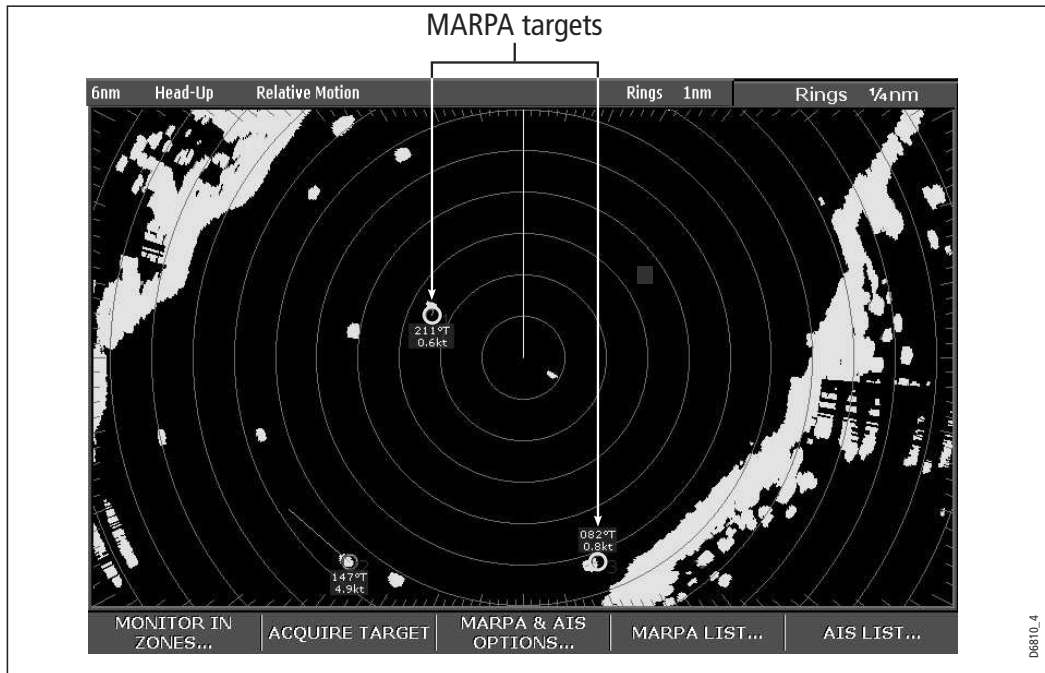 MARPA targets
6nm Head-Up Relative Motion Rings 1nm Rings ¼nm
211°T
0.6kt
082°T
0.8kt
147°T
4.9kt
MONITOR IN
ZONES...
ACQUIRE TARGET
MARPA & AIS
OPTIONS...
MARPA LIST...
AIS LIST...
D6810_4